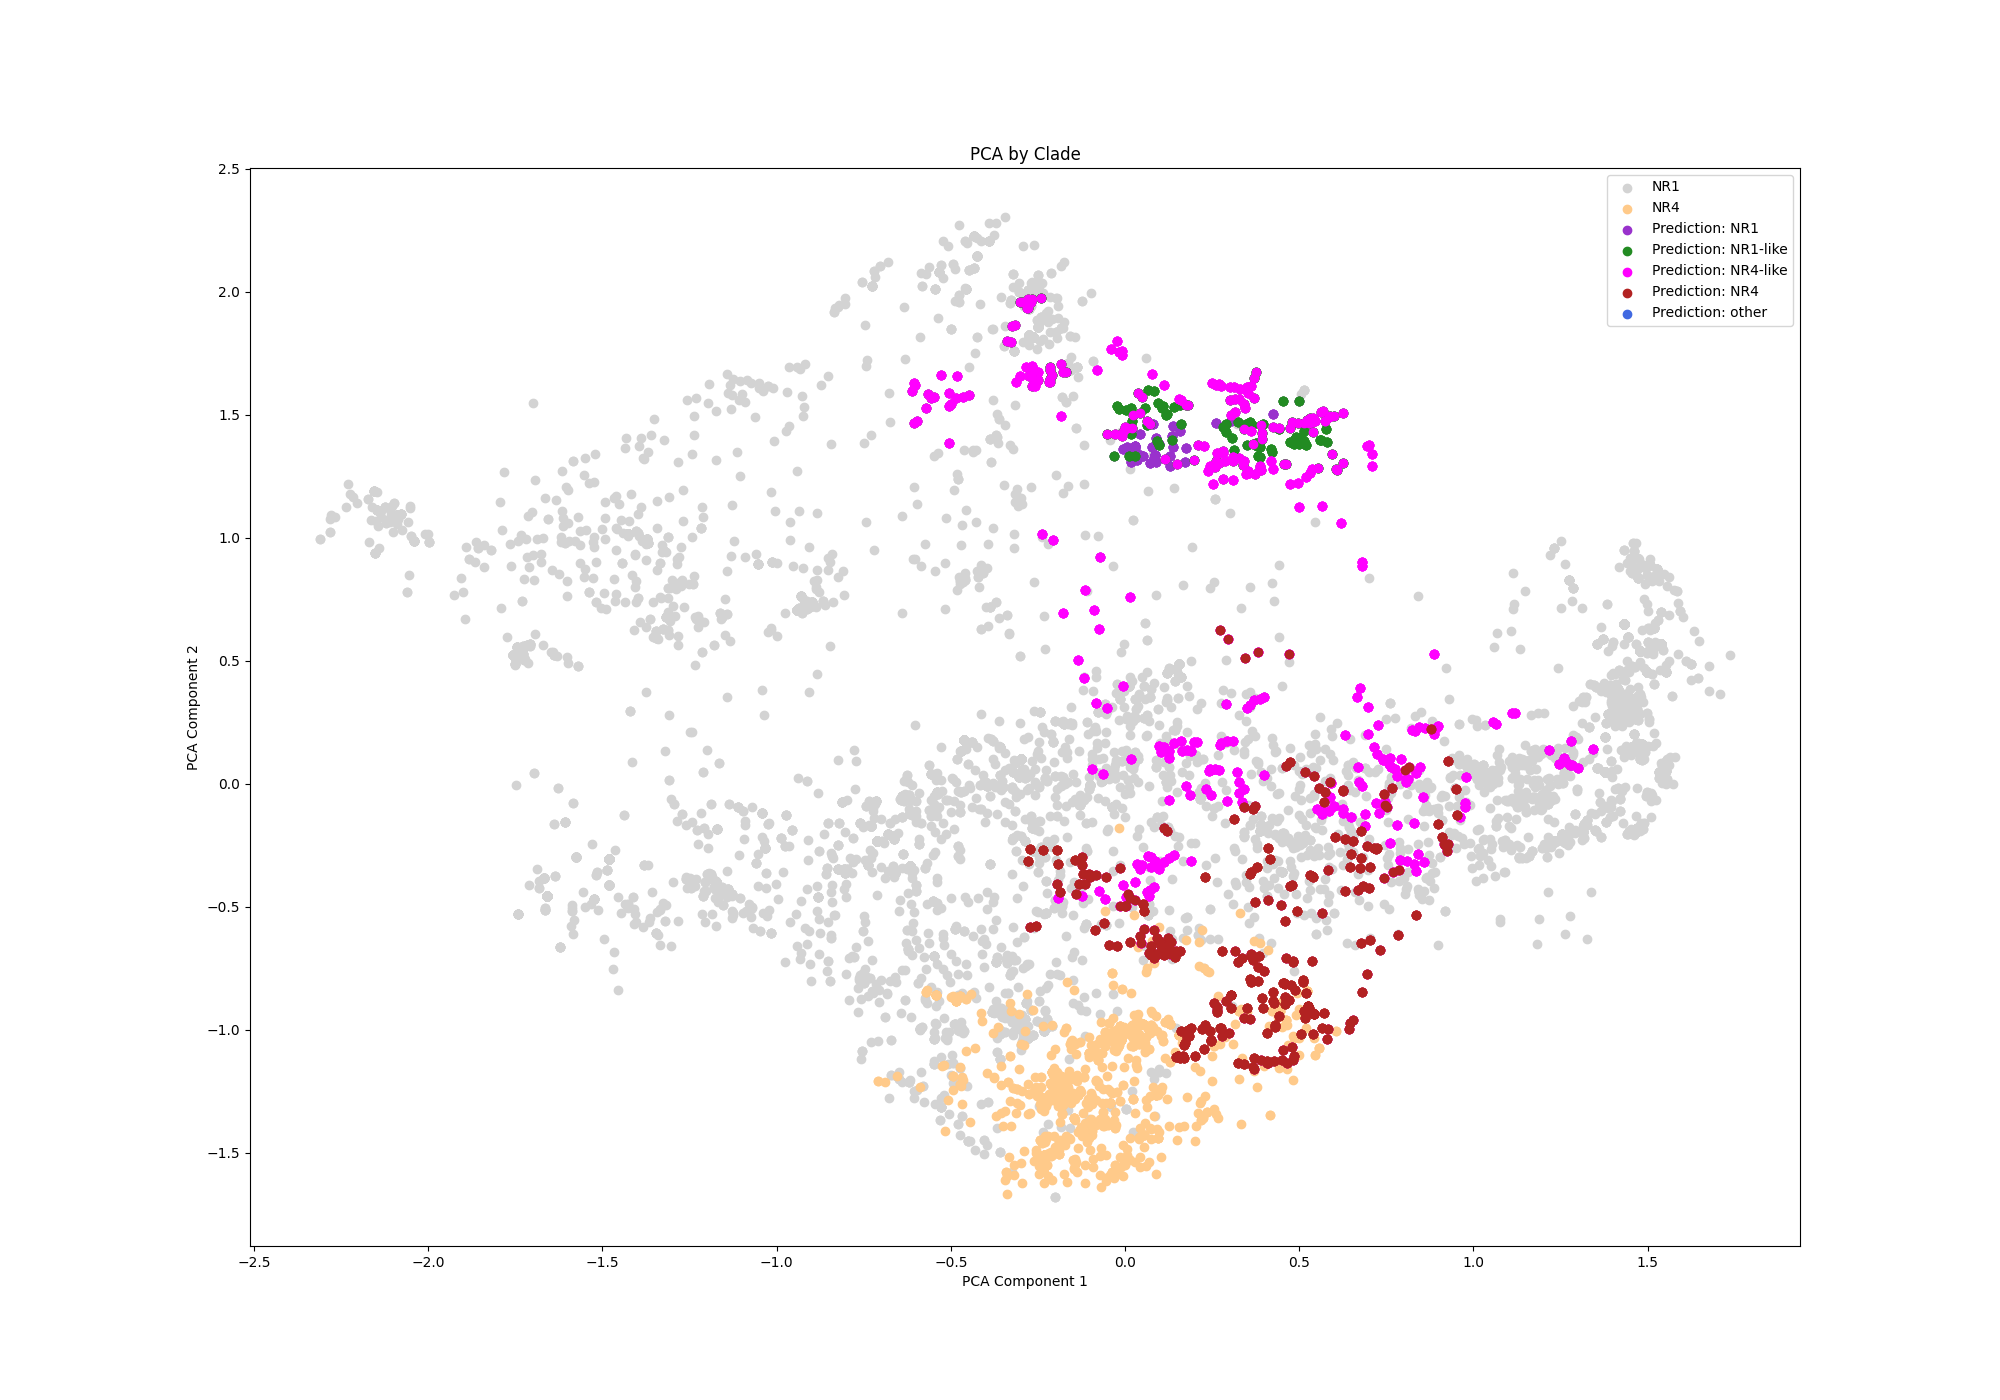 PCA by Clade
2.5
2.0
1.5
1.0
0.5
0.0
−0.5
−1.0
−1.5
PCA Component 2
NR1
NR4
Prediction: NR1
Prediction: NR1-like
Prediction: NR4-like
Prediction: NR4
Prediction: other
−2.5 −2.0 −1.5 −1.0 −0.5 0.0 0.5 1.0 1.5
PCA Component 1